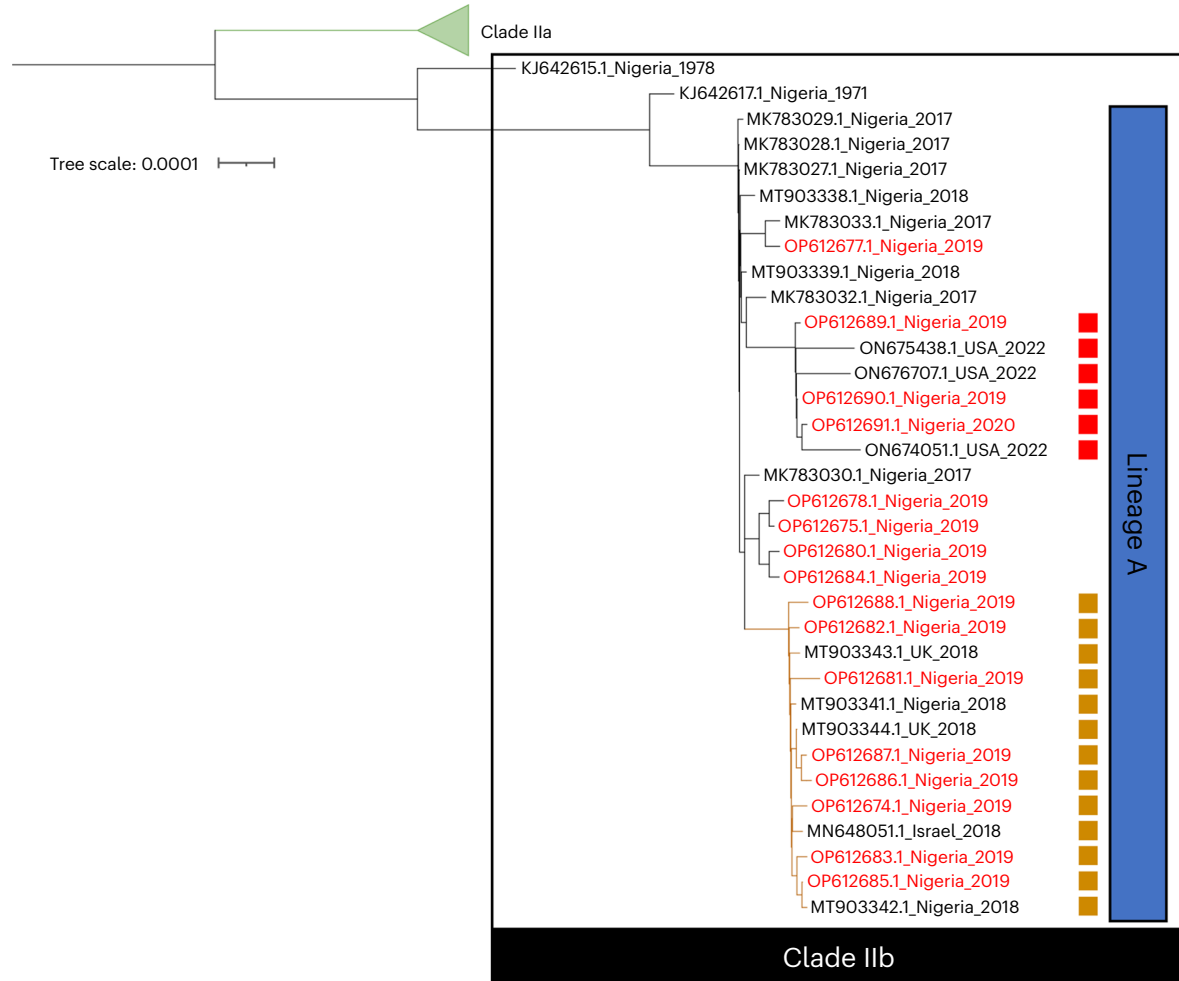 Clade IIa
KJ642615.1_Nigeria_1978
KJ642617.1_Nigeria_1971
MK783029.1_Nigeria_2017
MK783028.1_Nigeria_2017
Tree scale: 0.0001
MK783027.1_Nigeria_2017
MT903338.1_Nigeria_2018
MK783033.1_Nigeria_2017
OP612677.1_Nigeria_2019
MT903339.1_Nigeria_2018
MK783032.1_Nigeria_2017
OP612689.1_Nigeria_2019
ON675438.1_USA_2022
ON676707.1_USA_2022
OP612690.1_Nigeria_2019
OP612691.1_Nigeria_2020
ON674051.1_USA_2022
MK783030.1_Nigeria_2017
OP612678.1_Nigeria_2019
OP612675.1_Nigeria_2019
OP612680.1_Nigeria_2019
OP612684.1_Nigeria_2019
OP612688.1_Nigeria_2019
OP612682.1_Nigeria_2019
MT903343.1_UK_2018
OP612681.1_Nigeria_2019
MT903341.1_Nigeria_2018
MT903344.1_UK_2018
OP612687.1_Nigeria_2019
OP612686.1_Nigeria_2019
OP612674.1_Nigeria_2019
MN648051.1_Israel_2018
OP612683.1_Nigeria_2019
OP612685.1_Nigeria_2019
MT903342.1_Nigeria_2018
Lineage A
Clade IIb